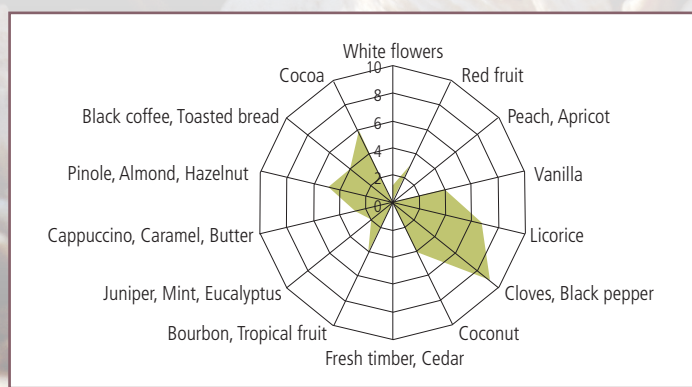 White flowers
10
Cocoa
Red fruit
8
Black coffee, Toasted bread
Peach, Apricot
6
4
Pinole, Almond, Hazelnut
Vanilla
2
0
Cappuccino, Caramel, Butter
Licorice
Juniper, Mint, Eucalyptus
Cloves, Black pepper
Bourbon, Tropical fruit
Coconut
Fresh timber, Cedar